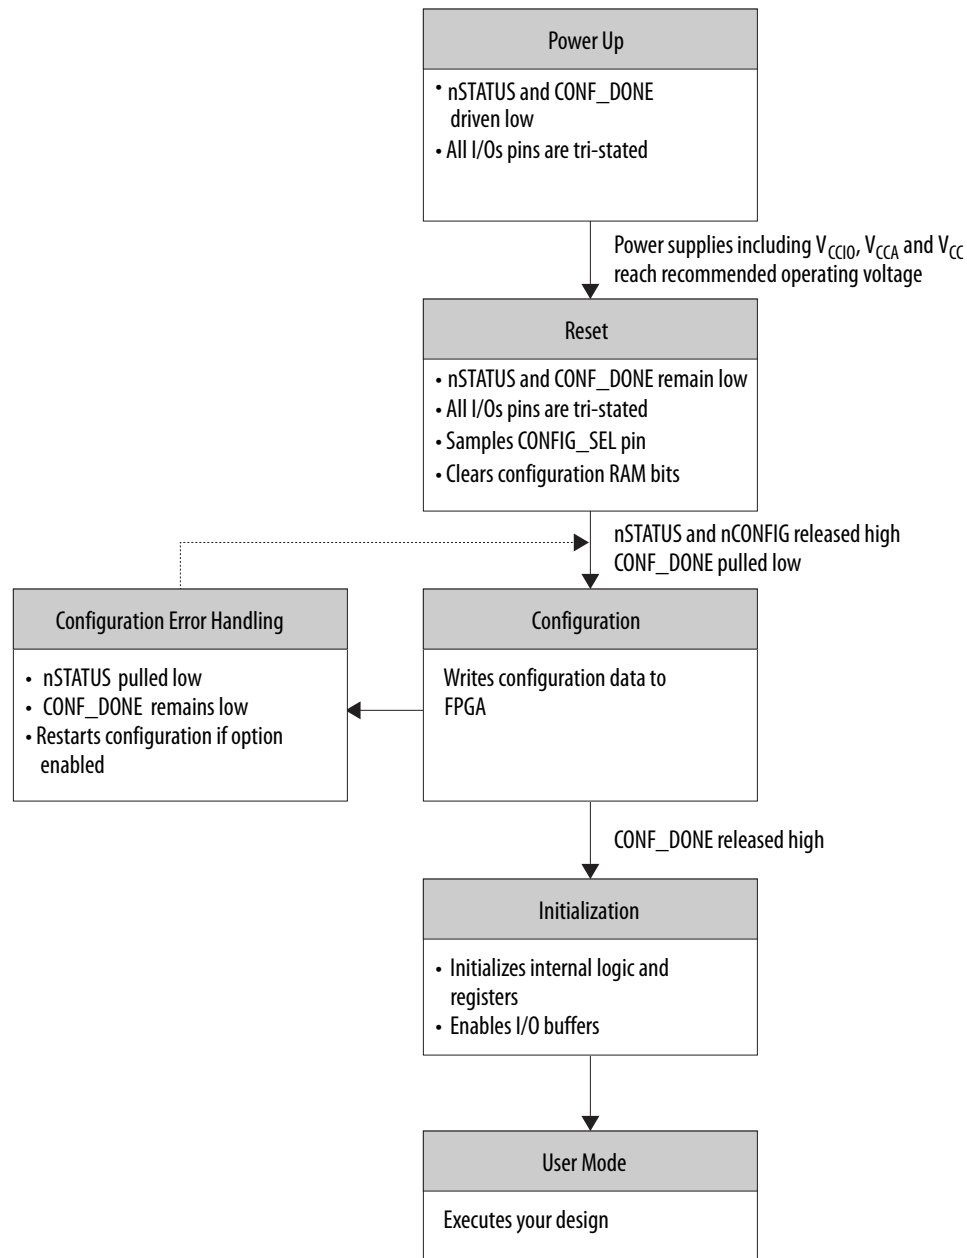 Power Up
• nSTATUS and CONF_DONE
driven low
• All I/Os pins are tri-stated
Power supplies including VCCIO, VCCA and VCC
reach recommended operating voltage
Reset
• nSTATUS and CONF_DONE remain low
• All I/Os pins are tri-stated
• Samples CONFIG_SEL pin
• Clears configuration RAM bits
nSTATUS and nCONFIG released high
CONF_DONE pulled low
Configuration Error Handling
• nSTATUS pulled low
• CONF_DONE remains low
• Restarts configuration if option
enabled
Configuration
Writes configuration data to
FPGA
CONF_DONE released high
Initialization
• Initializes internal logic and
registers
• Enables I/O buffers
User Mode
Executes your design